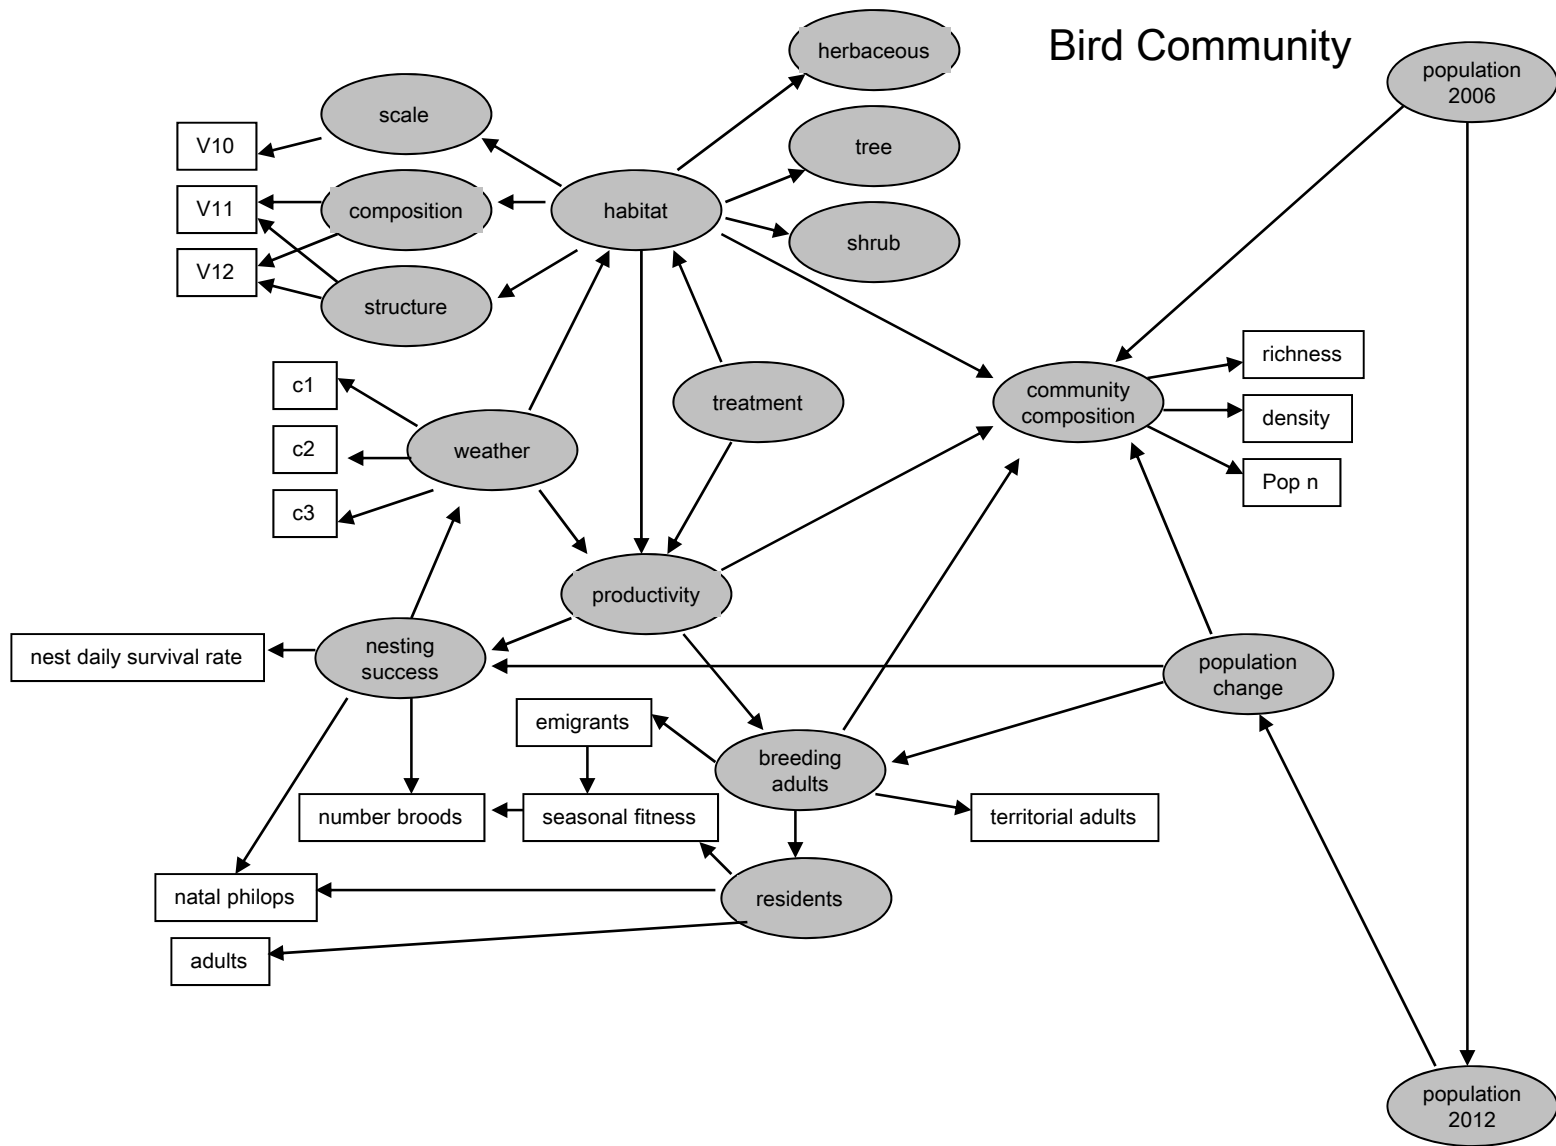 Bird Community
herbaceous
population
2006
scale
V10
tree
V11
composition
habitat
shrub
V12
structure
richness
c1
treatment
community
composition
density
c2
weather
Pop n
c3
productivity
nest daily survival rate
nesting
success
population
change
emigrants
breeding
adults
number broods
seasonal fitness
territorial adults
natal philops
residents
adults
population
2012